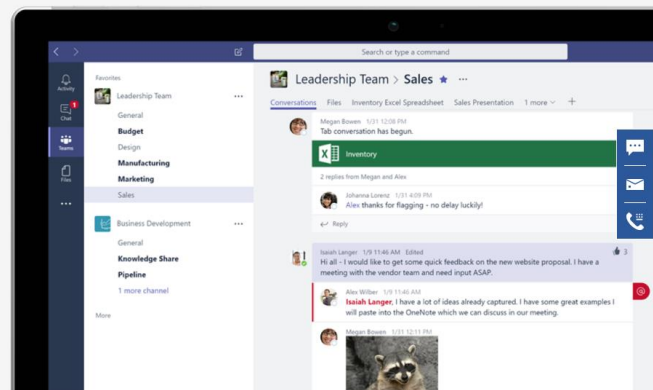 Search or type a command
Activity
Chat
1
Teams
Files
Favorites
Leadership Team
General
Budget
Design
Manufacturing
Marketing
Sales
Business Development
General
Knowledge Share
Pipeline
1 more channel
More
Leadership Team > Sales
Conversations Files Inventory Excel Spreadsheet Sales Presentation 1 more +
Megan Bowen 1/31 12:08 PM
Tab conversation has begun.
X Inventory
2 replies from Megan and Alex
Johanna Lorenz 1/31 4:09 PM
Alex thanks for flagging - no delay luckily!
Reply
Isaiah Langer 1/9 11:46 AM Edited
3
Hi all - I would like to get some quick feedback on the new website proposal. I have a
meeting with the vendor team and need input ASAP.
Alex Wilber 1/9 11:46 AM
Isaiah Langer, I have a lot of ideas already captured. I have some great examples I
will paste into the OneNote which we can discuss in our meeting.
@
Megan Bowen 1/31 12:11 PM